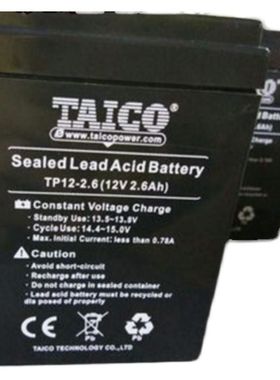 TAICO®
www.taicopower.com
Sealed Lead Acid Battery
TP12-2.6 (12V 2.6Ah)
Constant Voltage Charge
- Standby Use: 13.5~13.8V
- Cycle Use: 14.4~15.0V
- Max. Initial Current: less than 0.78A
Caution
- Avoid short-circuit
- Recharge after use
- Do not charge in sealed container
- Lead acid battery must be recycled or
dis posed of properly
CE
Pb
Pb
TAICO TECHNOLOGY CO.,LTD